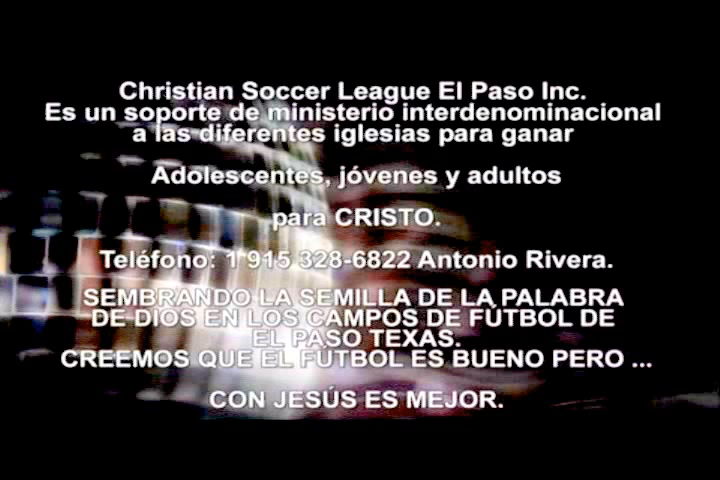 Christian Soccer League El Paso Inc.
Es un soporte de ministerio interdenominacional
a las diferentes iglesias para ganar
Adolescentes, jóvenes y adultos
para CRISTO.
Teléfono: 1 915 328-6822 Antonio Rivera.
SEMBRANDO LA SEMILLA DE LA PALABRA
DE DIOS EN LOS CAMPOS DE FÚTBOL DE
EL PASO TEXAS.
CREEMOS QUE EL FUTBOL ES BUENO PERO ...
CON JESÚS ES MEJOR.